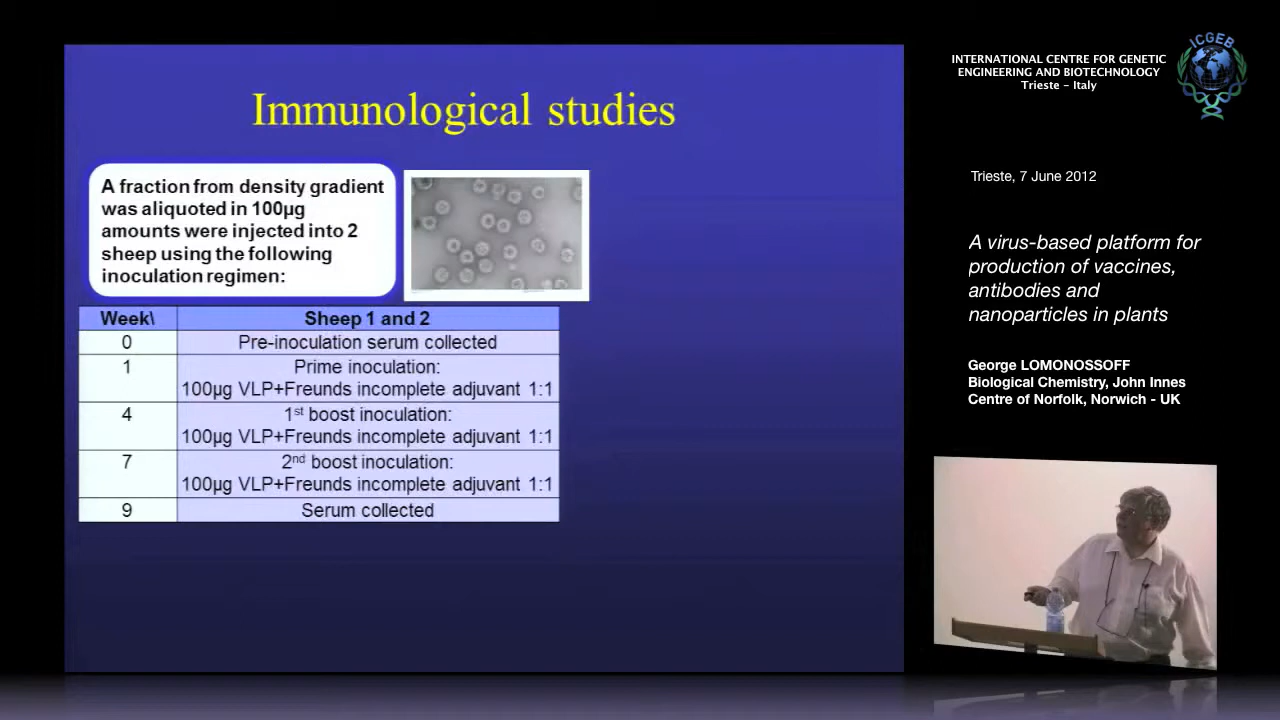 Immunological studies
A fraction from density gradient
was aliquoted in 100µg
amounts were injected into 2
sheep using the following
inoculation regimen:
Week\ Sheep 1 and 2
0 Pre-inoculation serum collected
1 Prime inoculation:
100µg VLP+Freunds incomplete adjuvant 1:1
4 1st boost inoculation:
100µg VLP+Freunds incomplete adjuvant 1:1
7 2nd boost inoculation:
100µg VLP+Freunds incomplete adjuvant 1:1
9 Serum collected
INTERNATIONAL CENTRE FOR GENETIC
ENGINEERING AND BIOTECHNOLOGY
Trieste - Italy
ICGEB
Trieste, 7 June 2012
A virus-based platform for
production of vaccines,
antibodies and
nanoparticles in plants
George LOMONOSSOFF
Biological Chemistry, John Innes
Centre of Norfolk, Norwich - UK